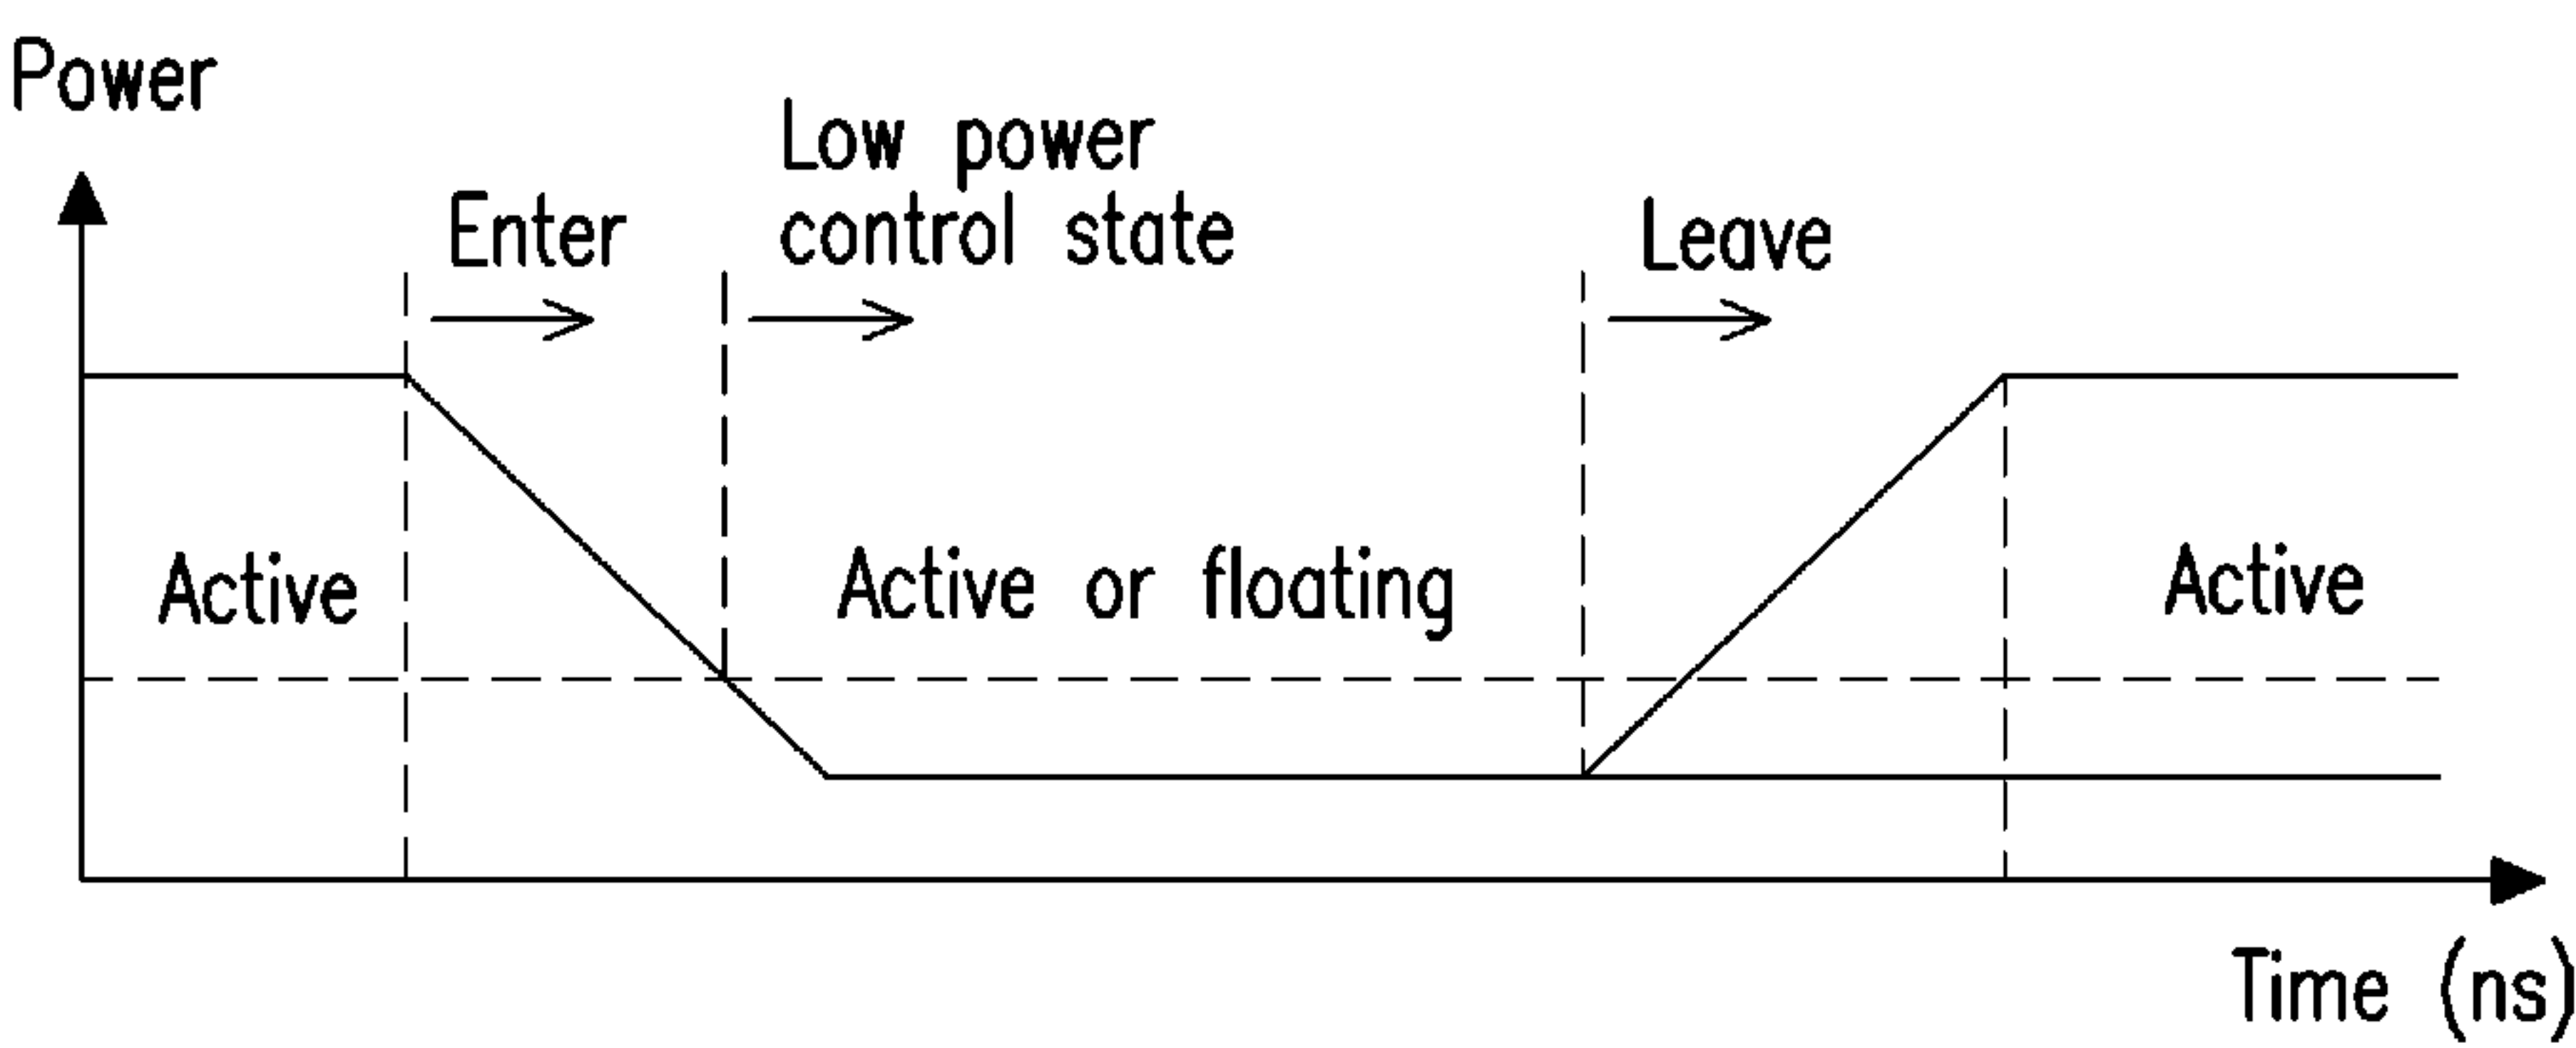 Power
Low power
control state
Enter
Leave
Active
Active or floating
Active
Time (ns)